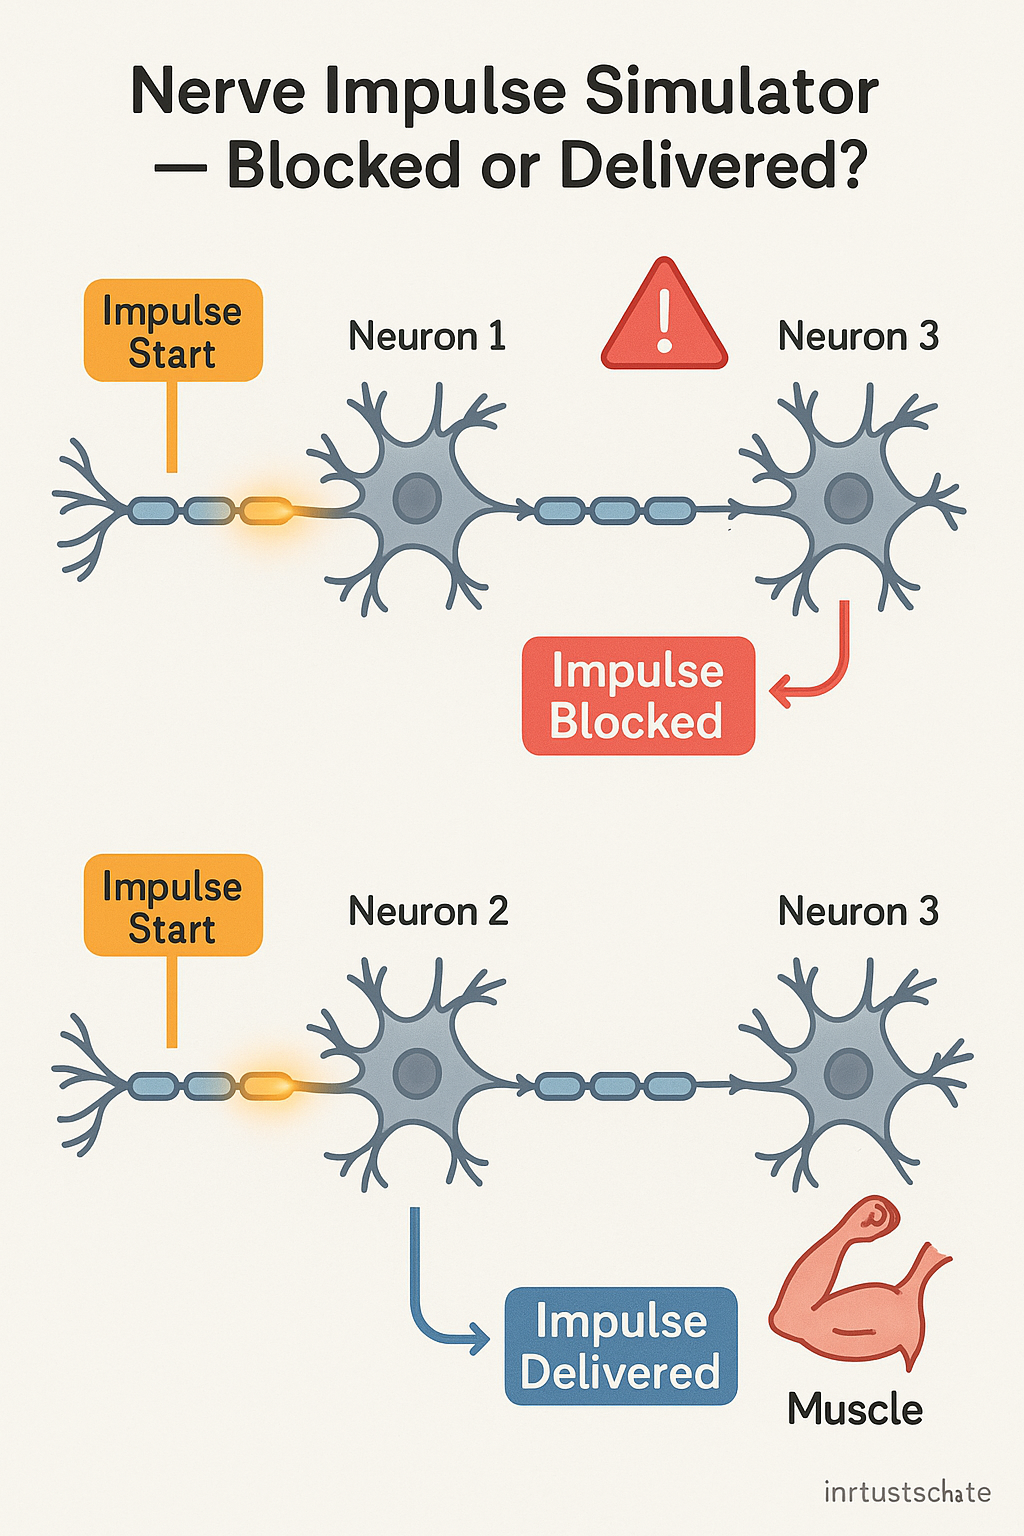 Nerve Impulse Simulator
— Blocked or Delivered?
Impulse
Start
Neuron 1
!
Neuron 3
Impulse
Blocked
Impulse
Start
Neuron 2
Neuron 3
Impulse
Delivered
Muscle
inrtustschate